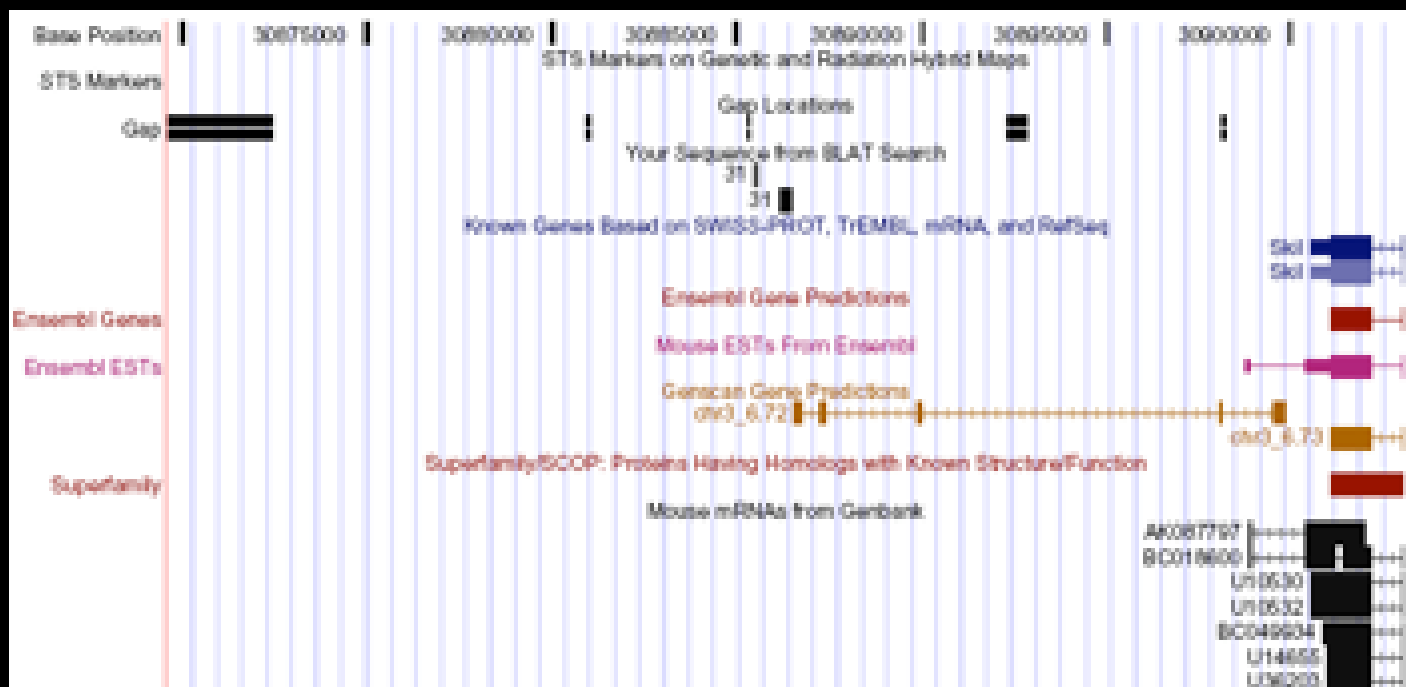 Base Position 30875000 30880000 30885000 30890000 30895000 30900000
STS Markers on Genetic and Radiation Hybrid Maps
STS Markers
Gap Locations
Gap
Your Sequence from BLAT Search
31
31
Known Genes Based on SWISS-PROT, TrEMBL, mRNA, and RefSeq
Skil
Skil
Ensembl Gene Predictions
Ensembl Genes
Mouse ESTs From Ensembl
Ensembl ESTs
Genscan Gene Predictions
chr3_6.72
chr3_6.73
Superfamily/SCOP: Proteins Having Homologs with Known Structure/Function
Superfamily
Mouse mRNAs from Genbank
AK087797
BC018600
U10530
U10532
BC049934
U14655
U36203